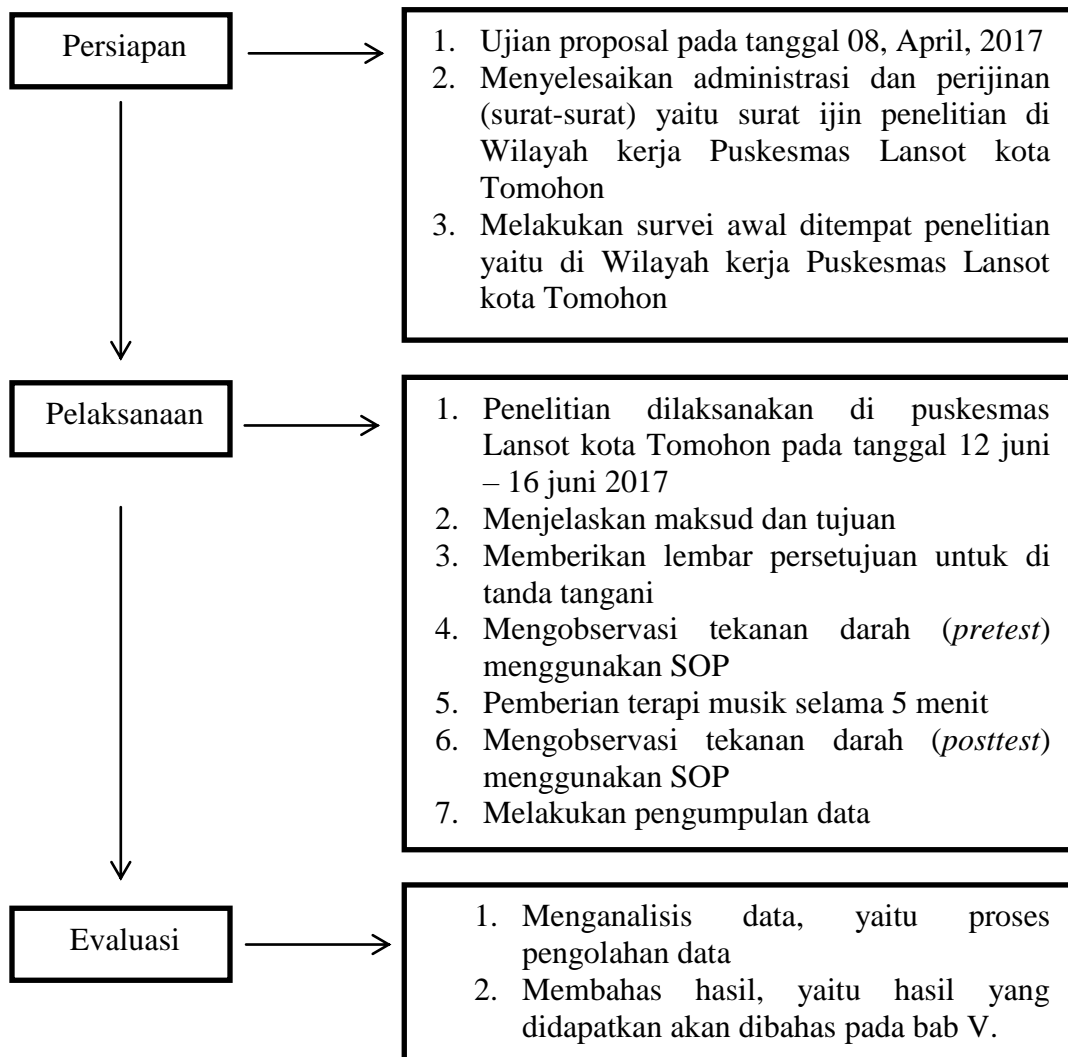 Persiapan
1. Ujian proposal pada tanggal 08, April, 2017
2. Menyelesaikan administrasi dan perijinan
(surat-surat) yaitu surat ijin penelitian di
Wilayah kerja Puskesmas Lansot kota
Tomohon
3. Melakukan survei awal ditempat penelitian
yaitu di Wilayah kerja Puskesmas Lansot
kota Tomohon
Pelaksanaan
1. Penelitian dilaksanakan di puskesmas
Lansot kota Tomohon pada tanggal 12 juni
– 16 juni 2017
2. Menjelaskan maksud dan tujuan
3. Memberikan lembar persetujuan untuk di
tanda tangani
4. Mengobservasi tekanan darah (pretest)
menggunakan SOP
5. Pemberian terapi musik selama 5 menit
6. Mengobservasi tekanan darah (posttest)
menggunakan SOP
7. Melakukan pengumpulan data
Evaluasi
1. Menganalisis data, yaitu proses
pengolahan data
2. Membahas hasil, yaitu hasil yang
didapatkan akan dibahas pada bab V.